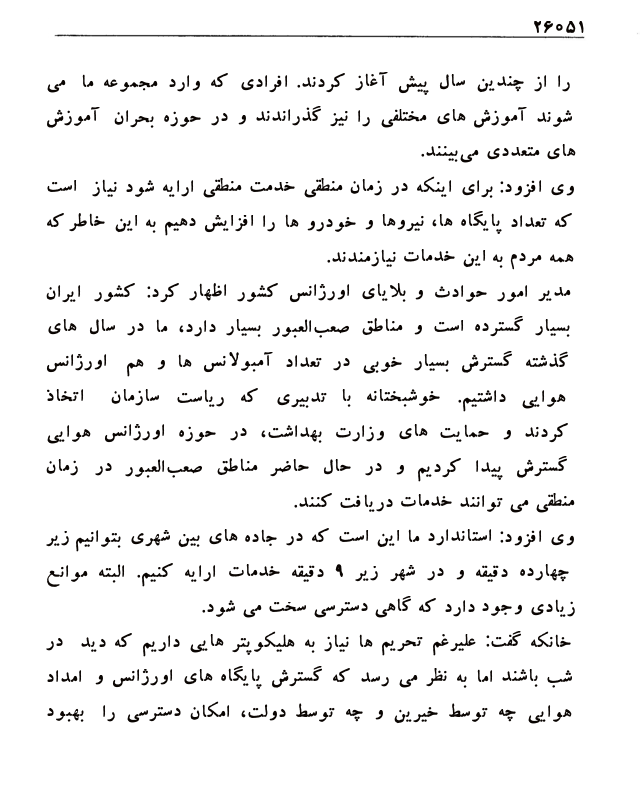 ۲۶۰۵۱
را از چندین سال پیش آغاز کردند. افرادی که وارد مجموعه ما می
شوند آموزش های مختلفی را نیز گذراندند و در حوزه بحران آموزش
های متعددی می‌بینند.
وی افزود: برای اینکه در زمان منطقی خدمت منطقی ارایه شود نیاز است
که تعداد پایگاه ها، نیروها و خودرو ها را افزایش دهیم به این خاطر که
همه مردم به این خدمات نیازمندند.
مدیر امور حوادث و بلایای اورژانس کشور اظهار کرد: کشور ایران
بسیار گسترده است و مناطق صعب‌العبور بسیار دارد، ما در سال های
گذشته گسترش بسیار خوبی در تعداد آمبولانس ها و هم اورژانس
هوایی داشتیم. خوشبختانه با تدبیری که ریاست سازمان اتخاذ
کردند و حمایت های وزارت بهداشت، در حوزه اورژانس هوایی
گسترش پیدا کردیم و در حال حاضر مناطق صعب‌العبور در زمان
منطقی می توانند خدمات دریافت کنند.
وی افزود: استاندارد ما این است که در جاده های بین شهری بتوانیم زیر
چهارده دقیقه و در شهر زیر ۹ دقیقه خدمات ارایه کنیم. البته موانع
زیادی وجود دارد که گاهی دسترسی سخت می شود.
خانکه گفت: علیرغم تحریم ها نیاز به هلیکوپتر هایی داریم که دید در
شب باشند اما به نظر می رسد که گسترش پایگاه های اورژانس و امداد
هوایی چه توسط خیرین و چه توسط دولت، امکان دسترسی را بهبود